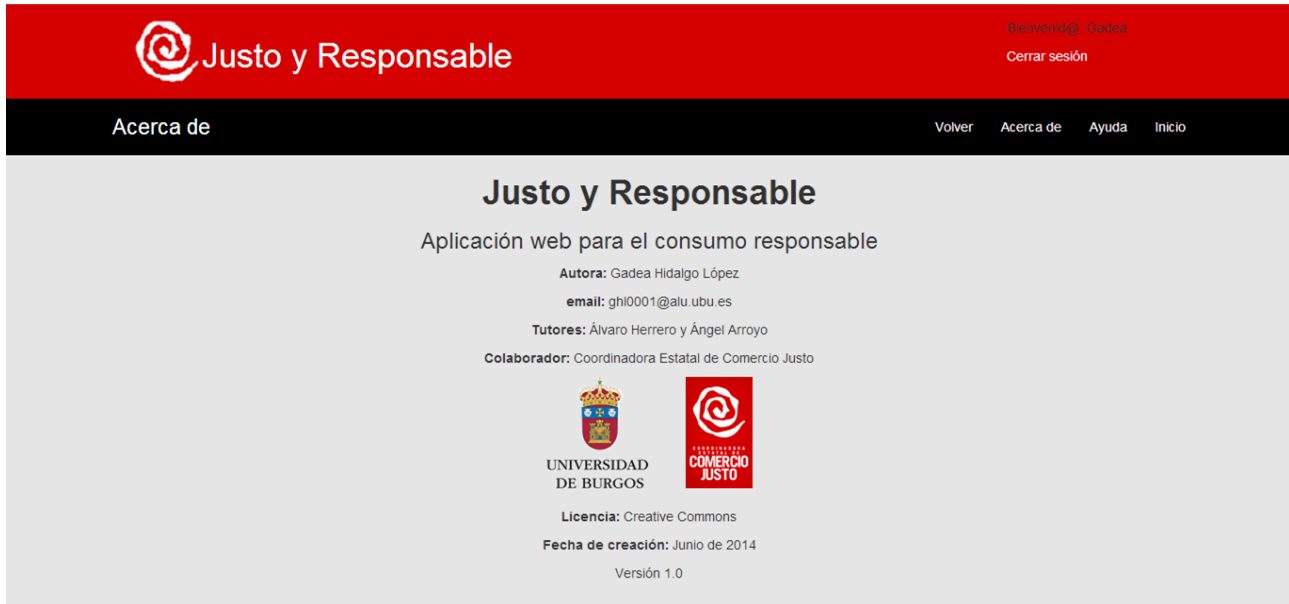 Justo y Responsable
Bienvenid@, Gadea
Cerrar sesión
Acerca de
Volver Acerca de Ayuda Inicio
Justo y Responsable
Aplicación web para el consumo responsable
Autora: Gadea Hidalgo López
email: ghl0001@alu.ubu.es
Tutores: Álvaro Herrero y Ángel Arroyo
Colaborador: Coordinadora Estatal de Comercio Justo
UNIVERSIDAD
DE BURGOS
COORDINADORA
ESTATAL DE
COMERCIO
JUSTO
Licencia: Creative Commons
Fecha de creación: Junio de 2014
Versión 1.0